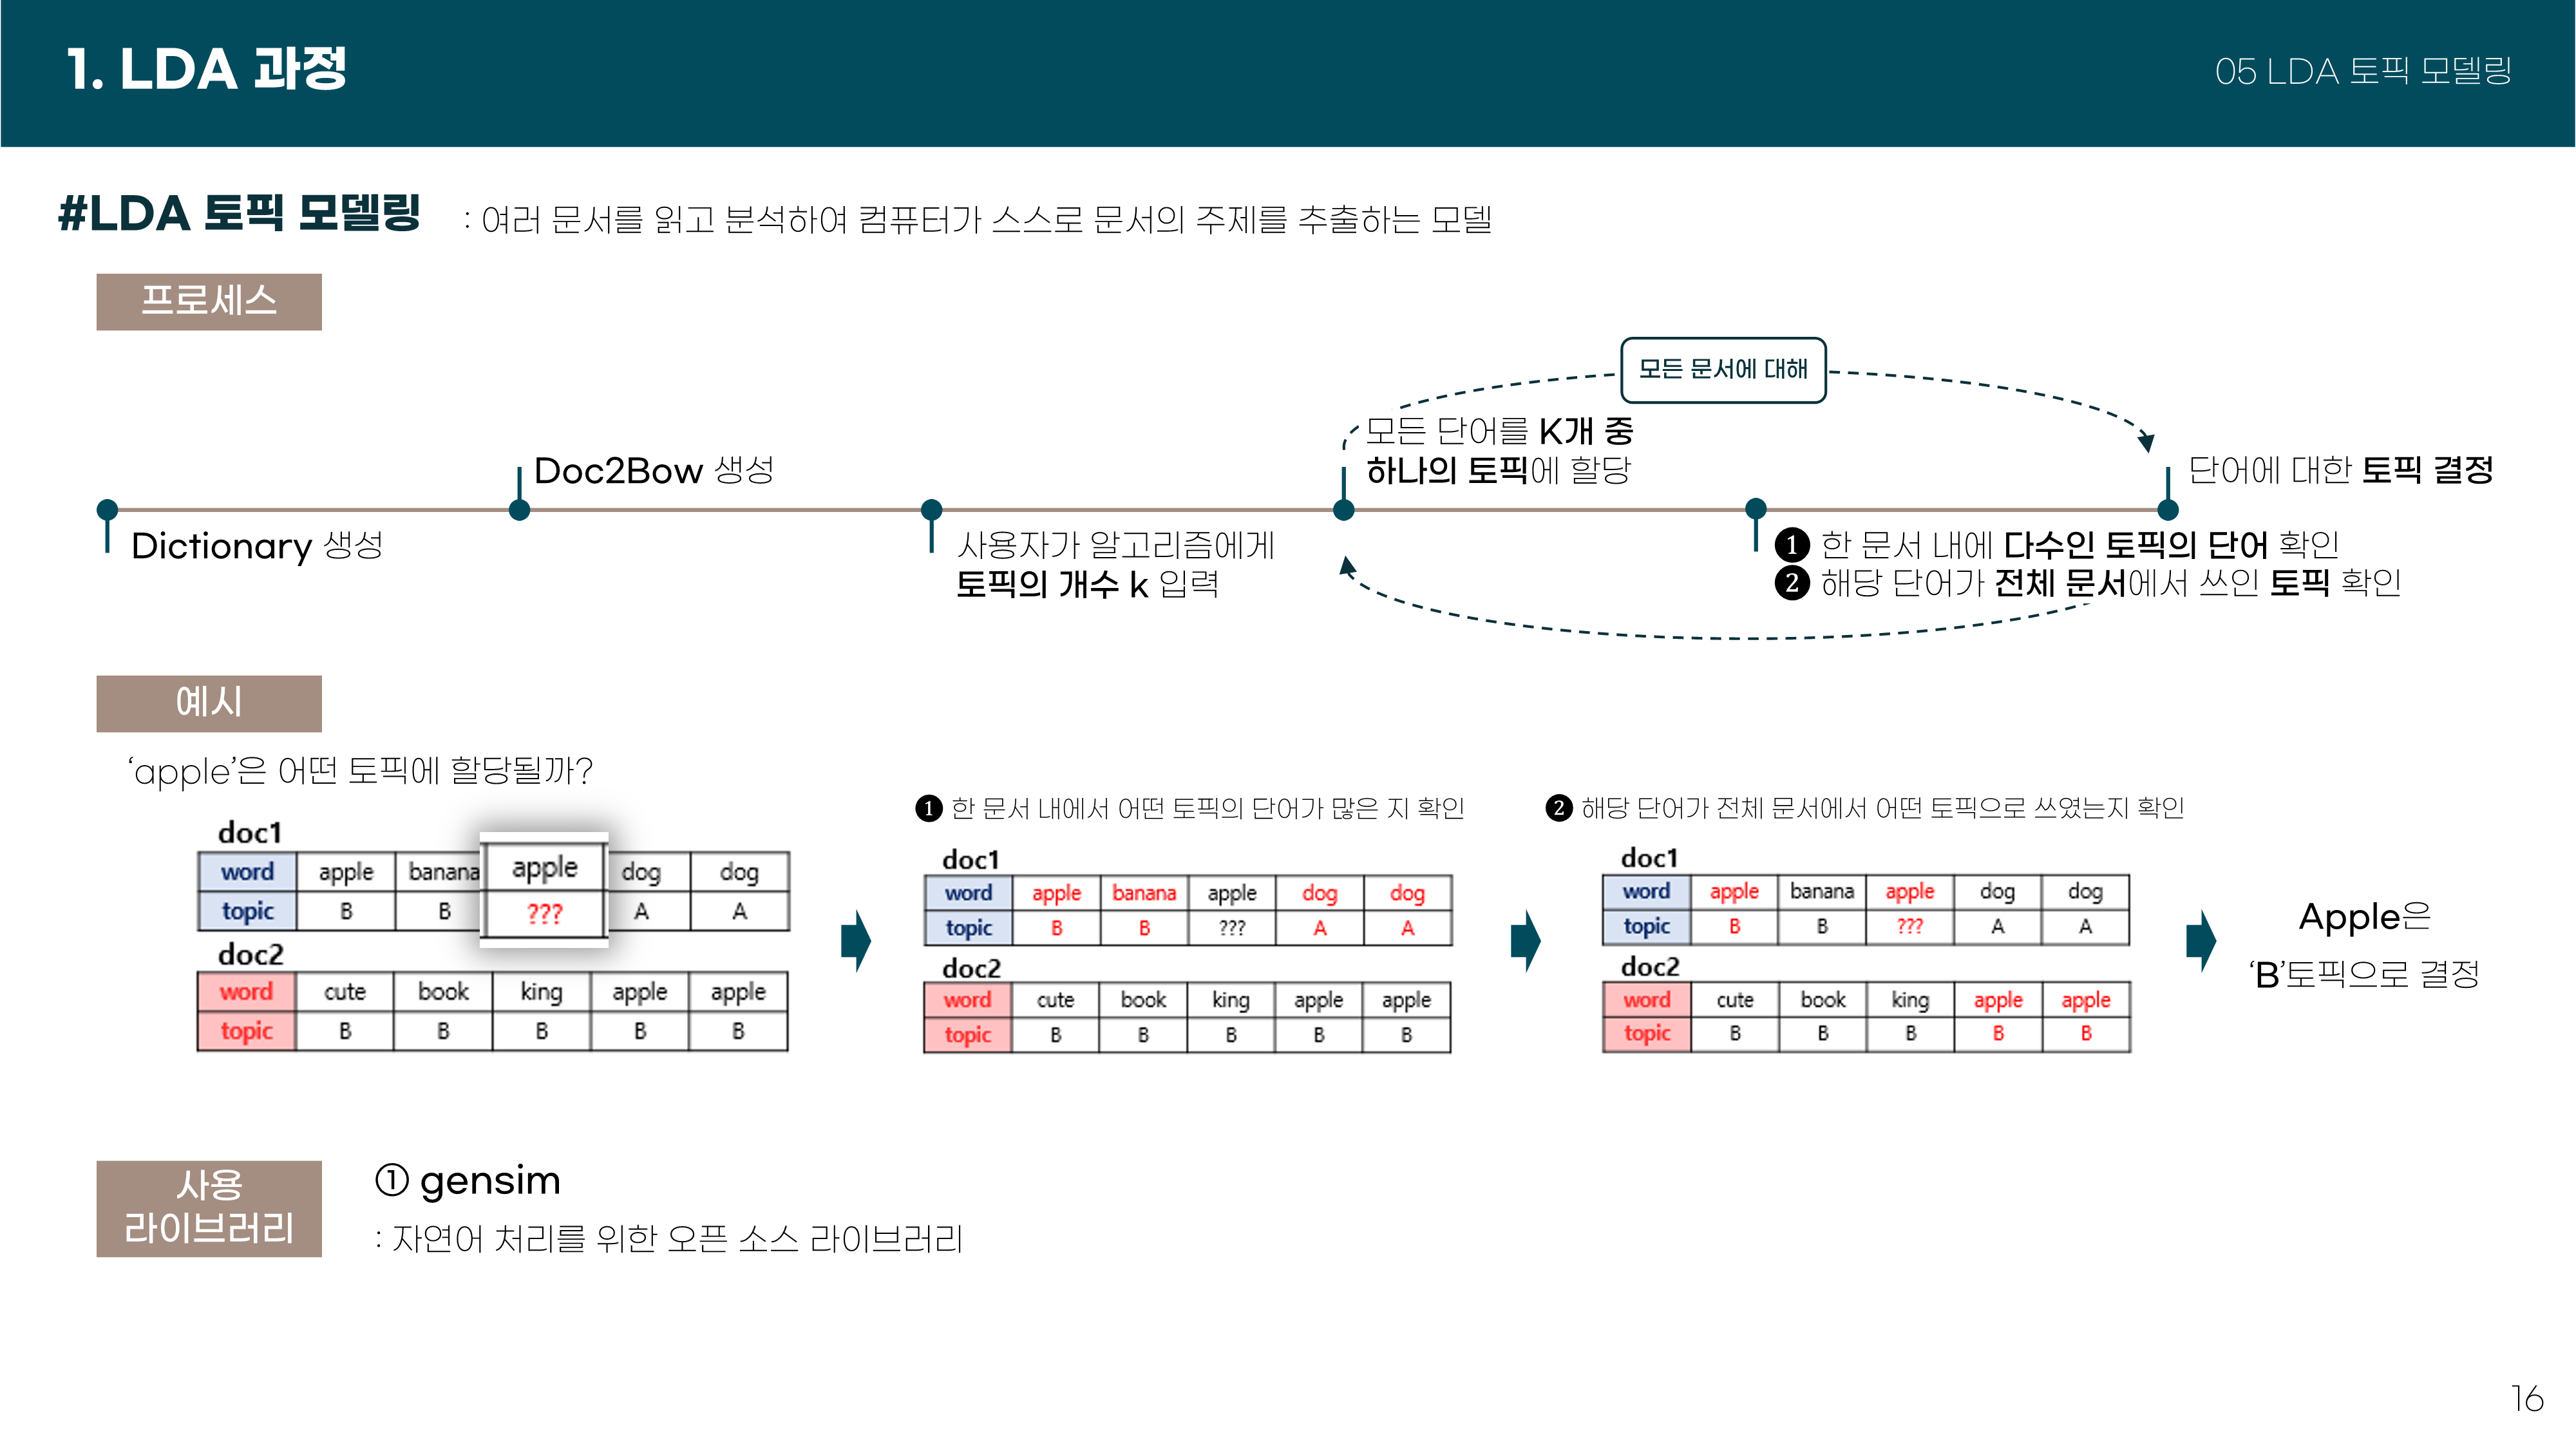 1. LDA 과정
05 LDA 토픽 모델링
#LDA 토픽 모델링 : 여러 문서를 읽고 분석하여 컴퓨터가 스스로 문서의 주제를 추출하는 모델
프로세스
모든 문서에 대해
Dictionary 생성
Doc2Bow 생성
사용자가 알고리즘에게
토픽의 개수 k 입력
모든 단어를 K개 중
하나의 토픽에 할당
❶ 한 문서 내에 다수인 토픽의 단어 확인
❷ 해당 단어가 전체 문서에서 쓰인 토픽 확인
단어에 대한 토픽 결정
예시
‘apple’은 어떤 토픽에 할당될까?
doc1
word apple banana apple dog dog
topic B B ??? A A
doc2
word cute book king apple apple
topic B B B B B
❶ 한 문서 내에서 어떤 토픽의 단어가 많은 지 확인
doc1
word apple banana apple dog dog
topic B B ??? A A
doc2
word cute book king apple apple
topic B B B B B
❷ 해당 단어가 전체 문서에서 어떤 토픽으로 쓰였는지 확인
doc1
word apple banana apple dog dog
topic B B ??? A A
doc2
word cute book king apple apple
topic B B B B B
Apple은
‘B’토픽으로 결정
사용
라이브러리
① gensim
: 자연어 처리를 위한 오픈 소스 라이브러리
16